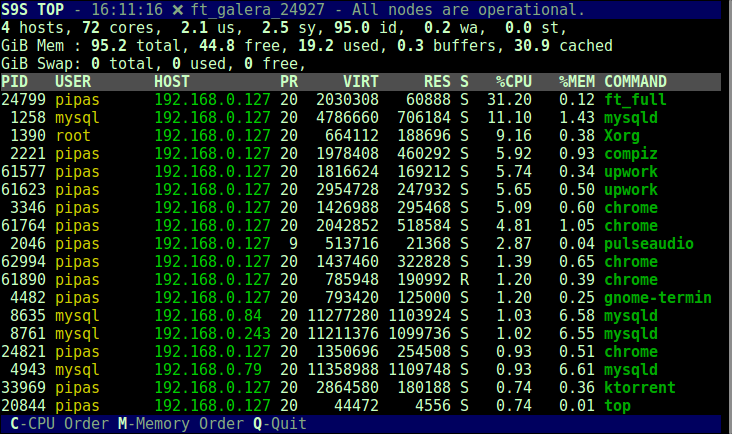 S9S TOP - 16:11:16 × ft_galera_24927 - All nodes are operational.
4 hosts, 72 cores,  2.1 us,  2.5 sy, 95.0 id,  0.2 wa,  0.0 st,
GiB Mem : 95.2 total, 44.8 free, 19.2 used, 0.3 buffers, 30.9 cached
GiB Swap: 0 total, 0 used, 0 free,
PID   USER       HOST          PR     VIRT     RES S   %CPU   %MEM COMMAND
24799 pipas      192.168.0.127 20  2030308   60888 S  31.20   0.12 ft_full
 1258 mysql      192.168.0.127 20  4786660  706184 S  11.10   1.43 mysqld
 1390 root       192.168.0.127 20   664112  188696 S   9.16   0.38 Xorg
 2221 pipas      192.168.0.127 20  1978408  460292 S   5.92   0.93 compiz
61577 pipas      192.168.0.127 20  1816624  169212 S   5.74   0.34 upwork
61623 pipas      192.168.0.127 20  2954728  247932 S   5.65   0.50 upwork
 3346 pipas      192.168.0.127 20  1426988  295468 S   5.09   0.60 chrome
61764 pipas      192.168.0.127 20  2042852  518584 S   4.81   1.05 chrome
 2046 pipas      192.168.0.127  9   513716   21368 S   2.87   0.04 pulseaudio
62994 pipas      192.168.0.127 20  1437460  322828 S   1.39   0.65 chrome
61890 pipas      192.168.0.127 20   785948  190992 R   1.20   0.39 chrome
 4482 pipas      192.168.0.127 20   793420  125000 S   1.20   0.25 gnome-termin
 8635 mysql      192.168.0.84  20 11277280 1103924 S   1.03   6.58 mysqld
 8761 mysql      192.168.0.243 20 11211376 1099736 S   1.02   6.55 mysqld
24821 pipas      192.168.0.127 20  1350696  254508 S   0.93   0.51 chrome
 4943 mysql      192.168.0.79  20 11358988 1109748 S   0.93   6.61 mysqld
33969 pipas      192.168.0.127 20  2864580  180188 S   0.74   0.36 ktorrent
20844 pipas      192.168.0.127 20    44472    4556 S   0.74   0.01 top
C-CPU Order M-Memory Order Q-Quit